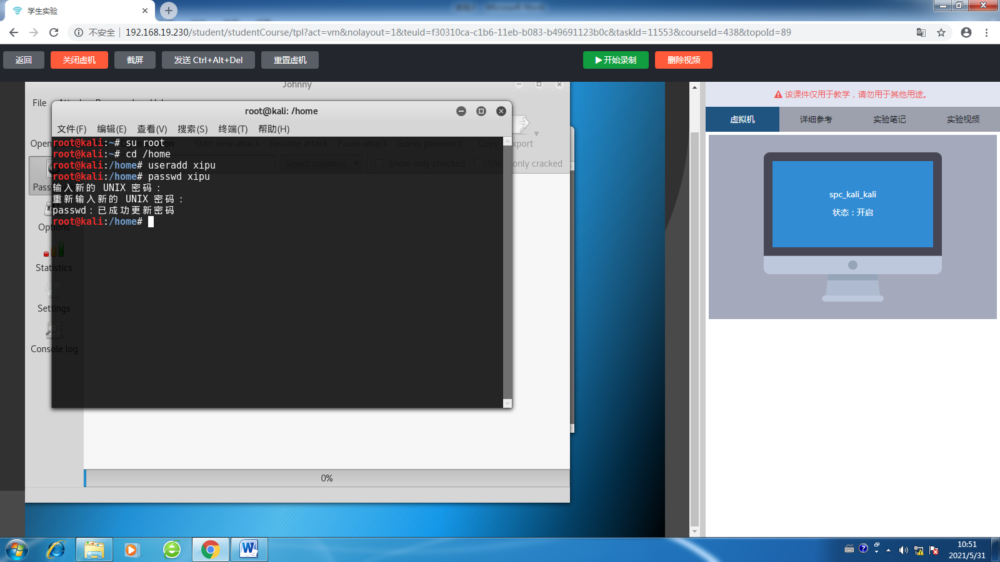 学生实验
不安全
192.168.19.230/student/studentCourse/tpl?act=vm&nolayout=1&teuid=f30310ca-c1b6-11eb-b083-b49691123b0c&taskId=11553&courseId=438&topoId=89
返回
关闭虚机
截屏
发送 Ctrl+Alt+Del
重置虚机
开始录制
删除视频
Johnny
File
root@kali: /home
文件(F) 编辑(E) 查看(V) 搜索(S) 终端(T) 帮助(H)
Start new attack
Resume attack
Pause attack
Guess password
Select columns
Show only checked
only cracked
root@kali:~# su root
root@kali:~# cd /home
root@kali:/home# useradd xipu
root@kali:/home# passwd xipu
输入新的 UNIX 密码：
重新输入新的 UNIX 密码：
passwd：已成功更新密码
root@kali:/home#
Options
Statistics
Settings
Console log
0%
该课件仅用于教学，请勿用于其他用途。
虚拟机
详细参考
实验笔记
实验视频
spc_kali_kali
状态：开启
10:51
2021/5/31